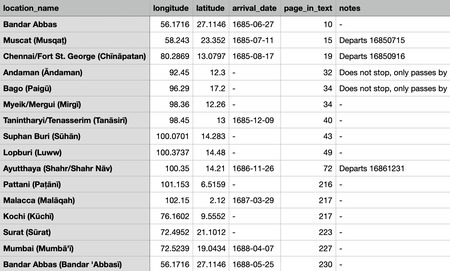 location_name longitude latitude arrival_date page_in_text notes
Bandar Abbas 56.1716 27.1146 1685-06-27 10 -
Muscat (Musqaṭ) 58.243 23.352 1685-07-11 15 Departs 16850715
Chennai/Fort St. George (Chīnāpatan) 80.2869 13.0797 1685-08-17 19 Departs 16850916
Andaman (Āndaman) 92.45 12.3 - 32 Does not stop, only passes by
Bago (Paigū) 96.29 17.2 - 34 Does not stop, only passes by
Myeik/Mergui (Mirgī) 98.36 12.26 - 34 -
Tanintharyi/Tenasserim (Tanāsirī) 98.45 13 1685-12-09 40 -
Suphan Buri (Sūhān) 100.0701 14.283 - 43 -
Lopburi (Luww) 100.3737 14.48 - 49 -
Ayutthaya (Shahr/Shahr Nāv) 100.35 14.21 1686-11-26 72 Departs 16861231
Pattani (Paṭānī) 101.153 6.5159 - 216 -
Malacca (Malāqah) 102.15 2.12 1687-03-29 217 -
Kochi (Kūchī) 76.1602 9.5552 - 217 -
Surat (Sūrat) 72.4952 21.1012 - 223 -
Mumbai (Mumbā'ī) 72.5239 19.0434 1688-04-07 227 -
Bandar Abbas (Bandar 'Abbasī) 56.1716 27.1146 1688-05-25 230 -